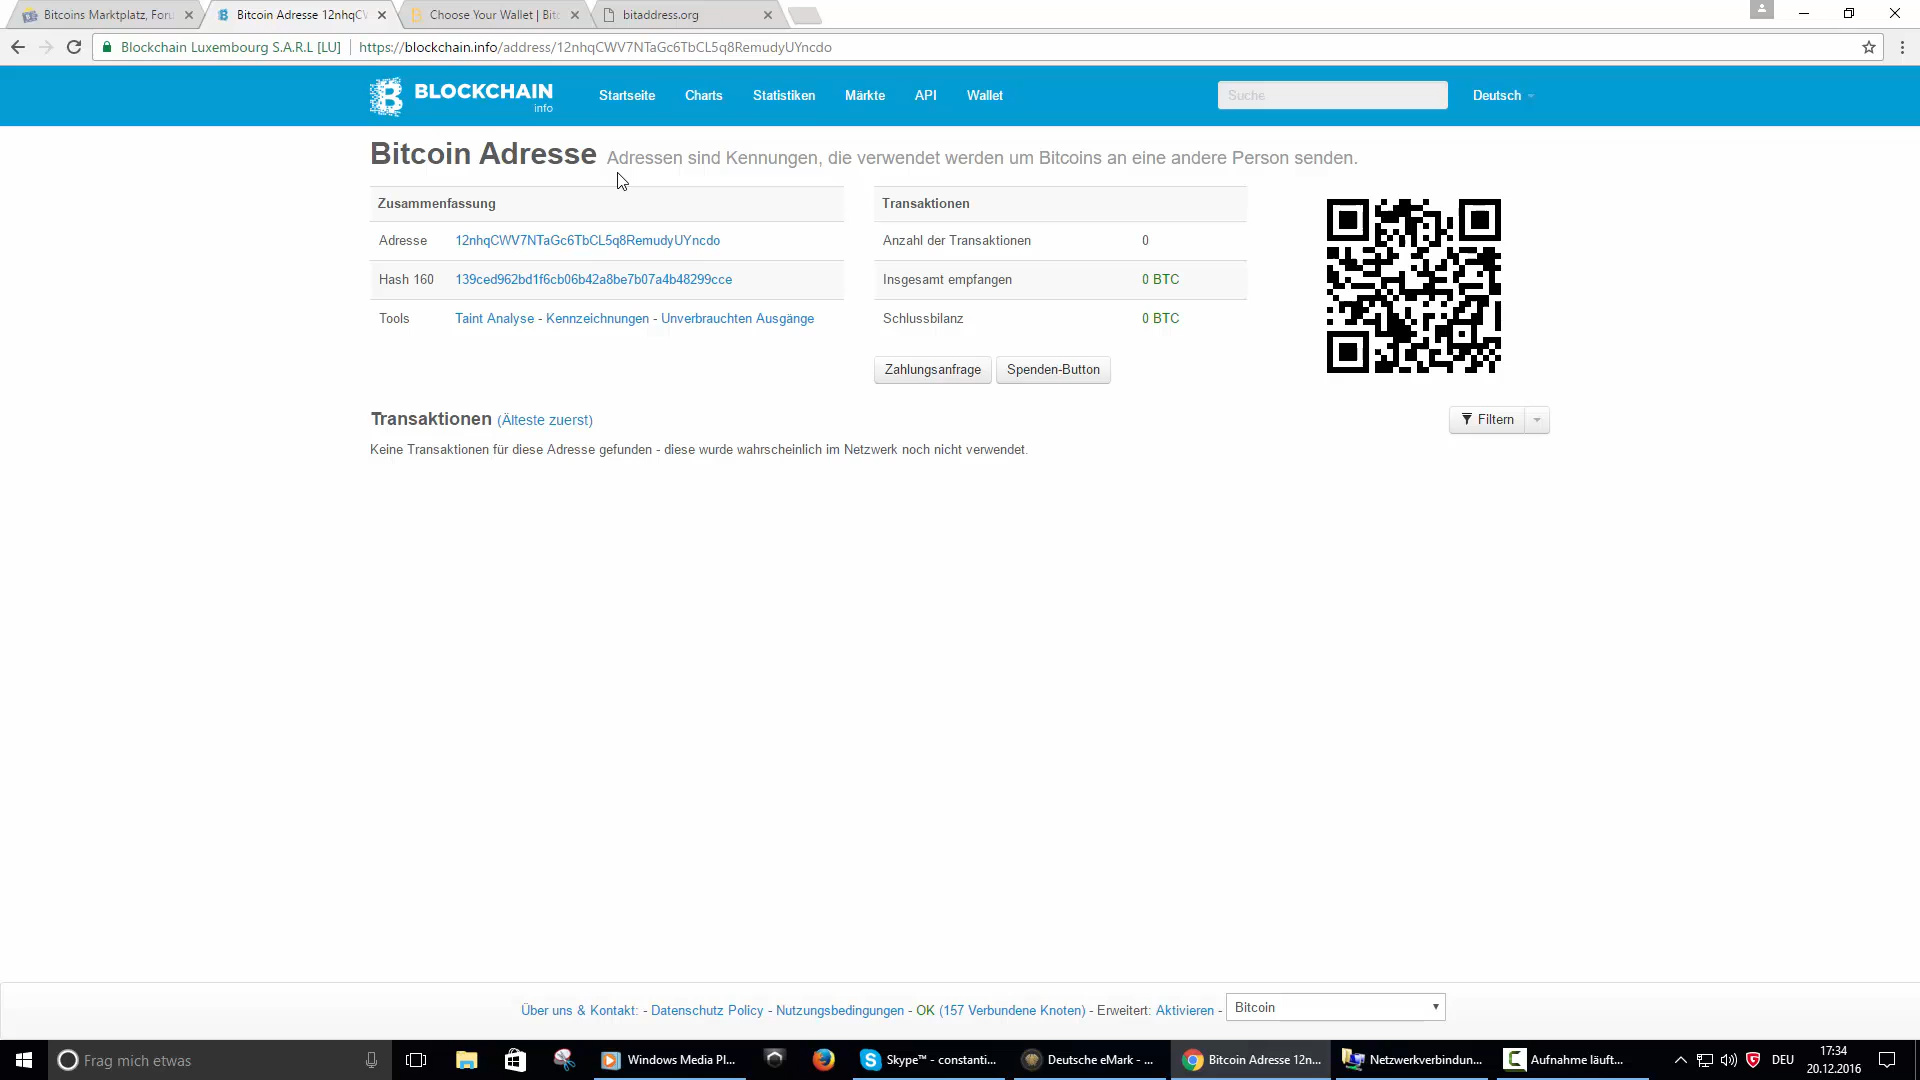 Bitcoins Marktplatz, Foru
Bitcoin Adresse 12nhqCV
Choose Your Wallet | Bitc
bitaddress.org
Blockchain Luxembourg S.A.R.L [LU]
https://blockchain.info/address/12nhqCWV7NTaGc6TbCL5q8RemudyUYncdo
BLOCKCHAIN
info
Startseite
Charts
Statistiken
Märkte
API
Wallet
Suche
Deutsch
Bitcoin Adresse Adressen sind Kennungen, die verwendet werden um Bitcoins an eine andere Person senden.
Zusammenfassung
Adresse 12nhqCWV7NTaGc6TbCL5q8RemudyUYncdo
Hash 160 139ced962bd1f6cb06b42a8be7b07a4b48299cce
Tools Taint Analyse - Kennzeichnungen - Unverbrauchten Ausgänge
Transaktionen
Anzahl der Transaktionen 0
Insgesamt empfangen 0 BTC
Schlussbilanz 0 BTC
Zahlungsanfrage
Spenden-Button
Transaktionen (Älteste zuerst)
Filtern
Keine Transaktionen für diese Adresse gefunden - diese wurde wahrscheinlich im Netzwerk noch nicht verwendet.
Über uns & Kontakt: - Datenschutz Policy - Nutzungsbedingungen - OK (157 Verbundene Knoten) - Erweitert: Aktivieren -
Bitcoin
Frag mich etwas
Windows Media Pl...
Skype™ - constanti...
Deutsche eMark - ...
Bitcoin Adresse 12n...
Netzwerkverbindun...
Aufnahme läuft...
DEU
17:34
20.12.2016